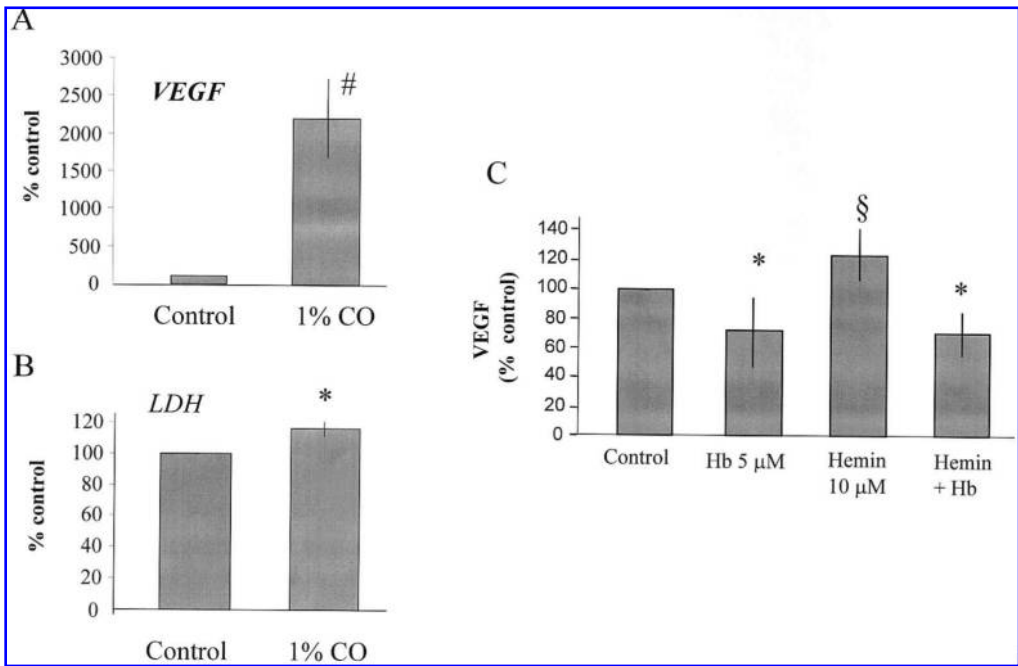 A
3000
2500
2000
1500
1000
500
0
% control
VEGF
#
Control 1% CO
B
120
100
80
60
40
20
0
% control
LDH
*
Control 1% CO
C
140
120
100
80
60
40
20
0
VEGF
(% control)
*
§
*
Control Hb 5 μM Hemin Hemin
10 μM + Hb